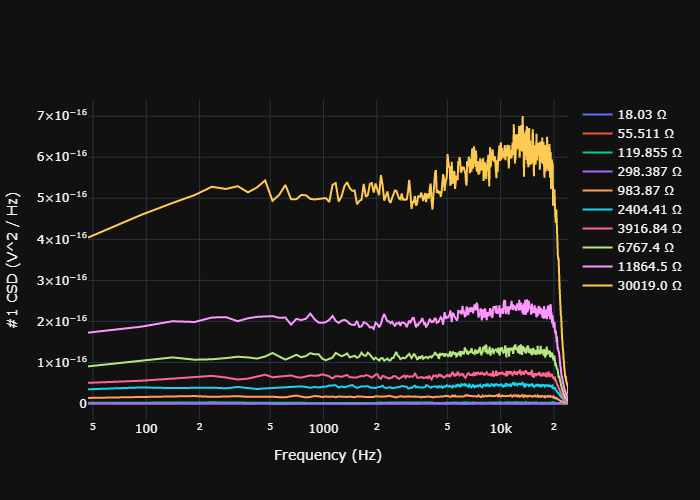 7×10⁻¹⁶
6×10⁻¹⁶
5×10⁻¹⁶
4×10⁻¹⁶
3×10⁻¹⁶
2×10⁻¹⁶
1×10⁻¹⁶
0
#1 CSD (V^2 / Hz)
5 100 2 5 1000 2 5 10k 2
Frequency (Hz)
18.03 Ω
55.511 Ω
119.855 Ω
298.387 Ω
983.87 Ω
2404.41 Ω
3916.84 Ω
6767.4 Ω
11864.5 Ω
30019.0 Ω